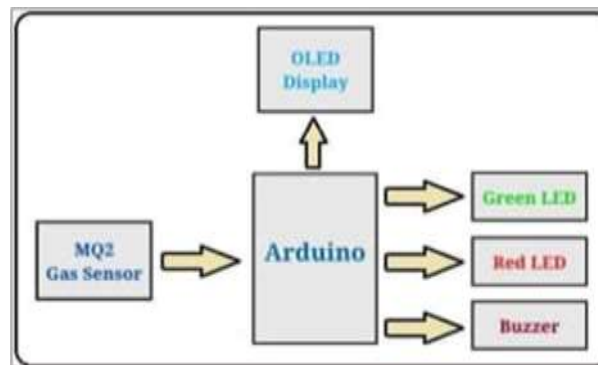 OLED
Display
MQ2
Gas Sensor
Arduino
Green LED
Red LED
Buzzer